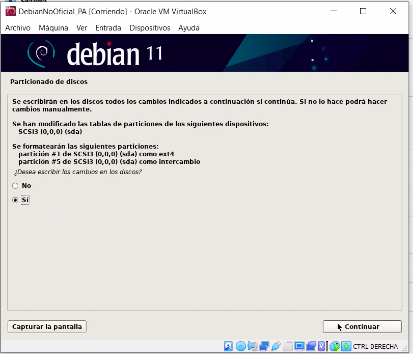 DebianNoOficial_PA [Corriendo] - Oracle VM VirtualBox
Archivo Máquina Ver Entrada Dispositivos Ayuda
debian 11
Particionado de discos
Se escribirán en los discos todos los cambios indicados a continuación si continúa. Si no lo hace podrá hacer
cambios manualmente.
Se han modificado las tablas de particiones de los siguientes dispositivos:
SCSI3 (0,0,0) (sda)
Se formatearán las siguientes particiones:
partición #1 de SCSI3 (0,0,0) (sda) como ext4
partición #5 de SCSI3 (0,0,0) (sda) como intercambio
¿Desea escribir los cambios en los discos?
No
Sí
Capturar la pantalla
Continuar
CTRL DERECHA